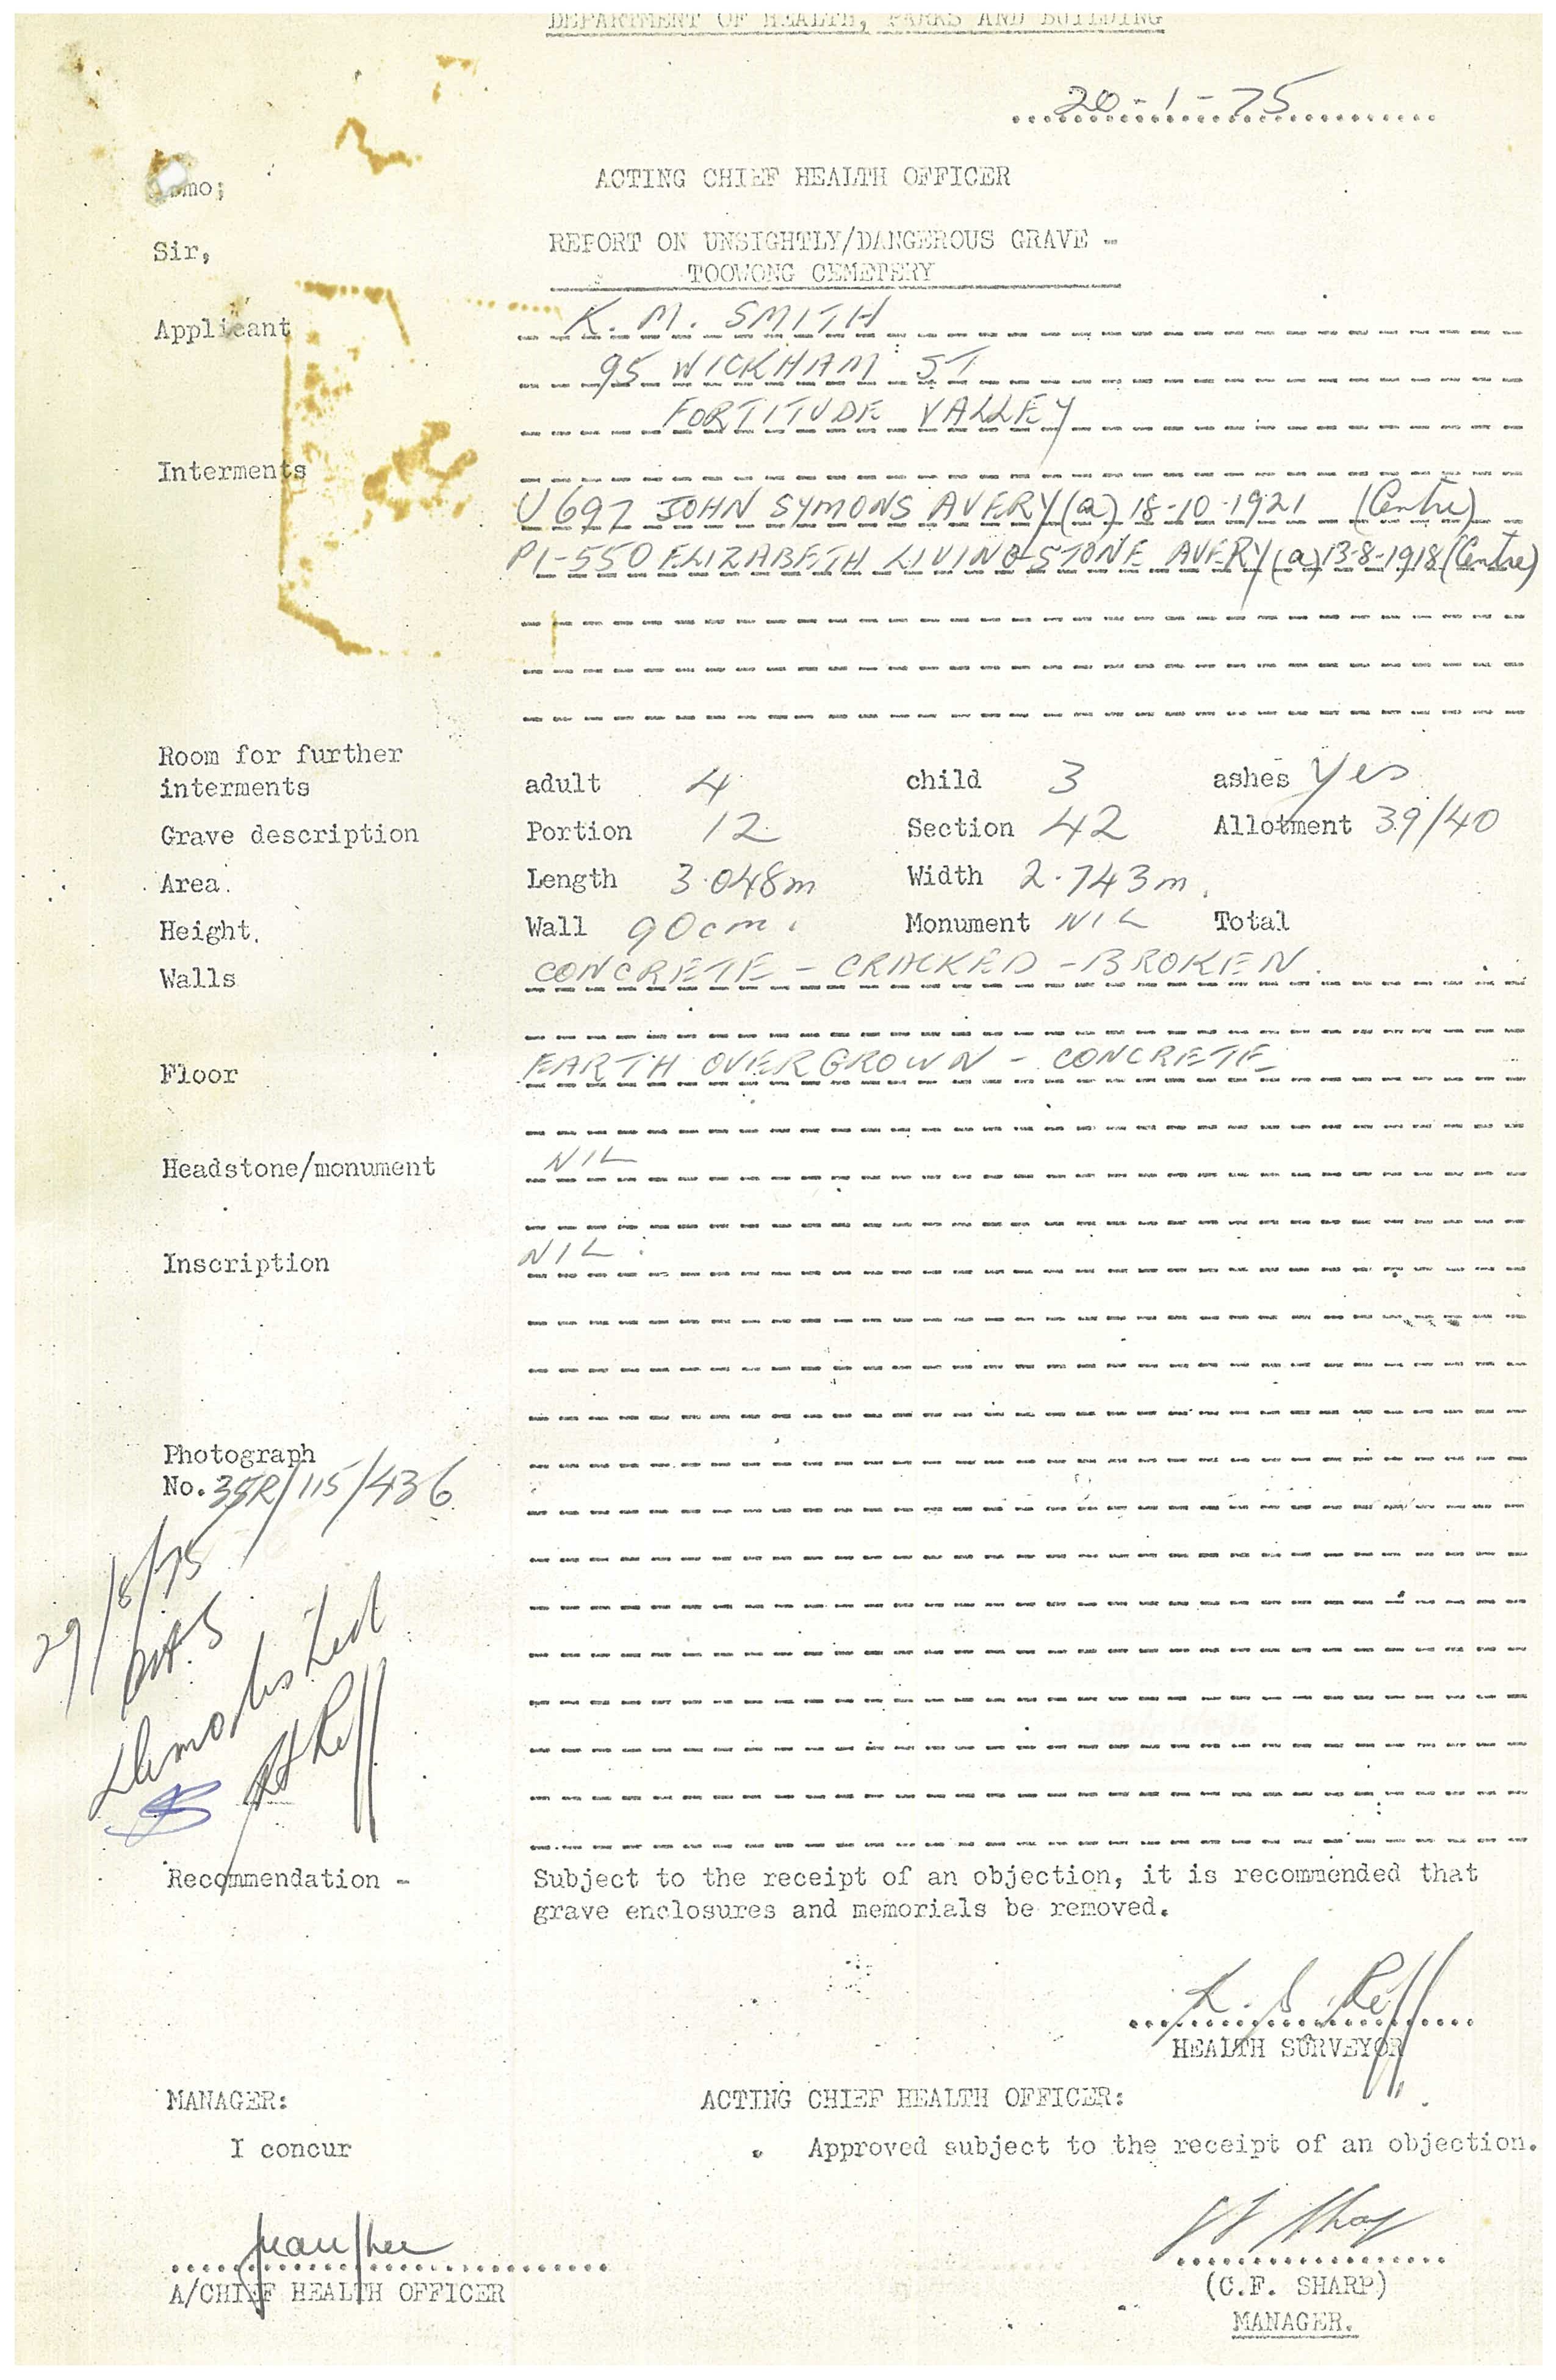 DEPARTMENT OF HEALTH, PARKS AND BUILDING
20-1-75
ACTING CHIEF HEALTH OFFICER
Sir,
REPORT ON UNSIGHTLY/DANGEROUS GRAVE -
TOOWONG CEMETERY
Applicant K. M. SMITH
95 WICKHAM ST
FORTITUDE VALLEY
Interments
U697 JOHN SYMONS AVERY (a) 18-10-1921 (Centre)
P1-550 ELIZABETH LIVINGSTONE AVERY (a) 13-8-1918 (Centre)
Room for further
interments adult 4 child 3 ashes Yes
Grave description Portion 12 Section 42 Allotment 39/40
Area. Length 3.048m Width 2.743m.
Height. Wall 90cm. Monument NIL Total
Walls CONCRETE - CRACKED - BROKEN.
Floor EARTH OVERGROWN - CONCRETE
Headstone/monument NIL
Inscription NIL.
Photograph
No. 35R/115/436
29/8/75
Demolished
Recommendation - Subject to the receipt of an objection, it is recommended that
grave enclosures and memorials be removed.
HEALTH SURVEYOR
MANAGER: ACTING CHIEF HEALTH OFFICER:
I concur . Approved subject to the receipt of an objection.
A/CHIEF HEALTH OFFICER
(C.F. SHARP)
MANAGER.